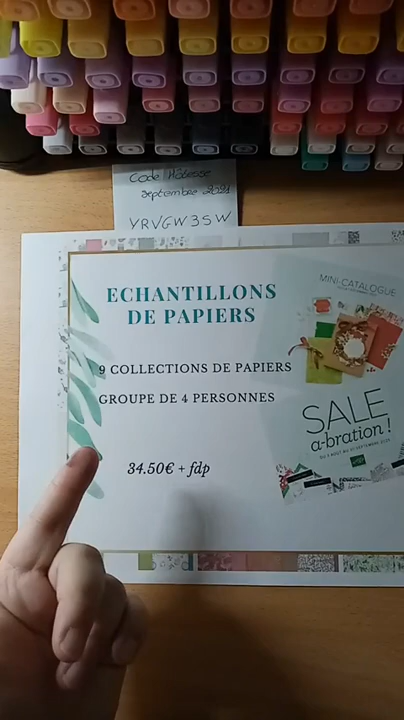 Code Hôtesse
septembre 2021
YRVGW3SW
ECHANTILLONS
DE PAPIERS
9 COLLECTIONS DE PAPIERS
GROUPE DE 4 PERSONNES
34.50€ + fdp
MINI-CATALOGUE
SALE
a-bration !